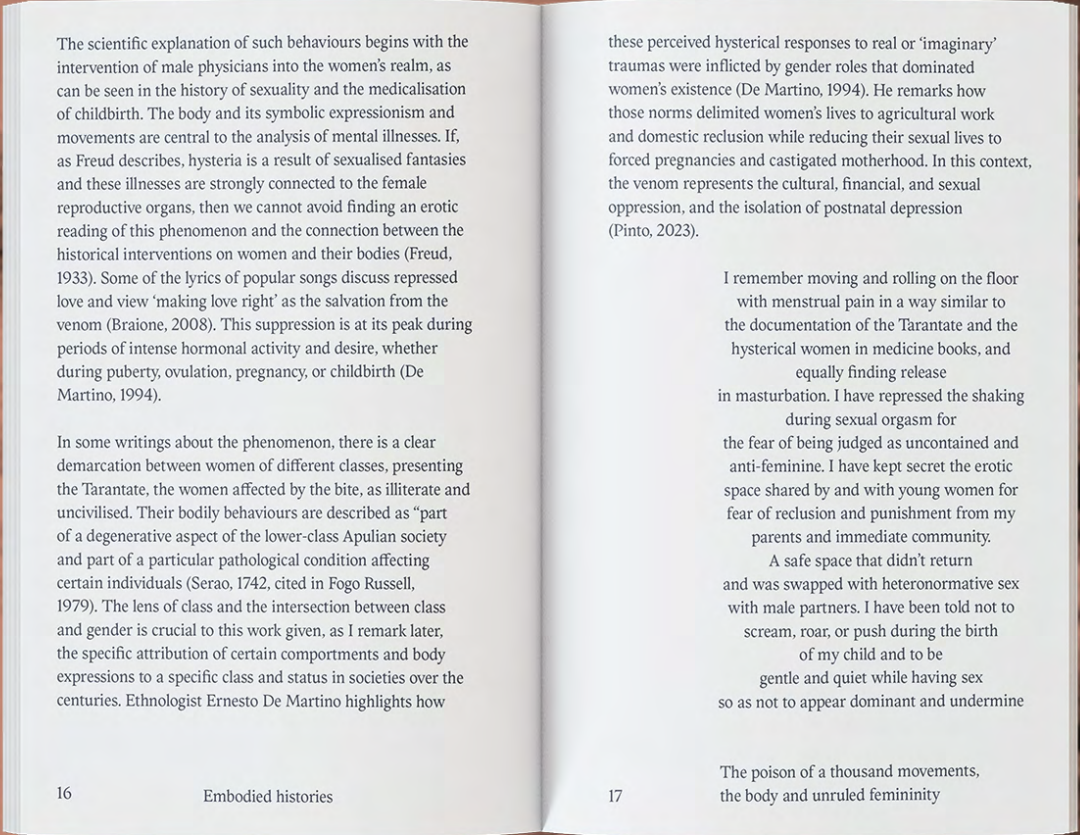 The scientific explanation of such behaviours begins with the
intervention of male physicians into the women's realm, as
can be seen in the history of sexuality and the medicalisation
of childbirth. The body and its symbolic expressionism and
movements are central to the analysis of mental illnesses. If,
as Freud describes, hysteria is a result of sexualised fantasies
and these illnesses are strongly connected to the female
reproductive organs, then we cannot avoid finding an erotic
reading of this phenomenon and the connection between the
historical interventions on women and their bodies (Freud,
1933). Some of the lyrics of popular songs discuss repressed
love and view ‘making love right’ as the salvation from the
venom (Braione, 2008). This suppression is at its peak during
periods of intense hormonal activity and desire, whether
during puberty, ovulation, pregnancy, or childbirth (De
Martino, 1994).
In some writings about the phenomenon, there is a clear
demarcation between women of different classes, presenting
the Tarantate, the women affected by the bite, as illiterate and
uncivilised. Their bodily behaviours are described as “part
of a degenerative aspect of the lower-class Apulian society
and part of a particular pathological condition affecting
certain individuals (Serao, 1742, cited in Fogo Russell,
1979). The lens of class and the intersection between class
and gender is crucial to this work given, as I remark later,
the specific attribution of certain comportments and body
expressions to a specific class and status in societies over the
centuries. Ethnologist Ernesto De Martino highlights how
16
Embodied histories
these perceived hysterical responses to real or ‘imaginary’
traumas were inflicted by gender roles that dominated
women's existence (De Martino, 1994). He remarks how
those norms delimited women's lives to agricultural work
and domestic reclusion while reducing their sexual lives to
forced pregnancies and castigated motherhood. In this context,
the venom represents the cultural, financial, and sexual
oppression, and the isolation of postnatal depression
(Pinto, 2023).
I remember moving and rolling on the floor
with menstrual pain in a way similar to
the documentation of the Tarantate and the
hysterical women in medicine books, and
equally finding release
in masturbation. I have repressed the shaking
during sexual orgasm for
the fear of being judged as uncontained and
anti-feminine. I have kept secret the erotic
space shared by and with young women for
fear of reclusion and punishment from my
parents and immediate community.
A safe space that didn't return
and was swapped with heteronormative sex
with male partners. I have been told not to
scream, roar, or push during the birth
of my child and to be
gentle and quiet while having sex
so as not to appear dominant and undermine
17
The poison of a thousand movements,
the body and unruled femininity